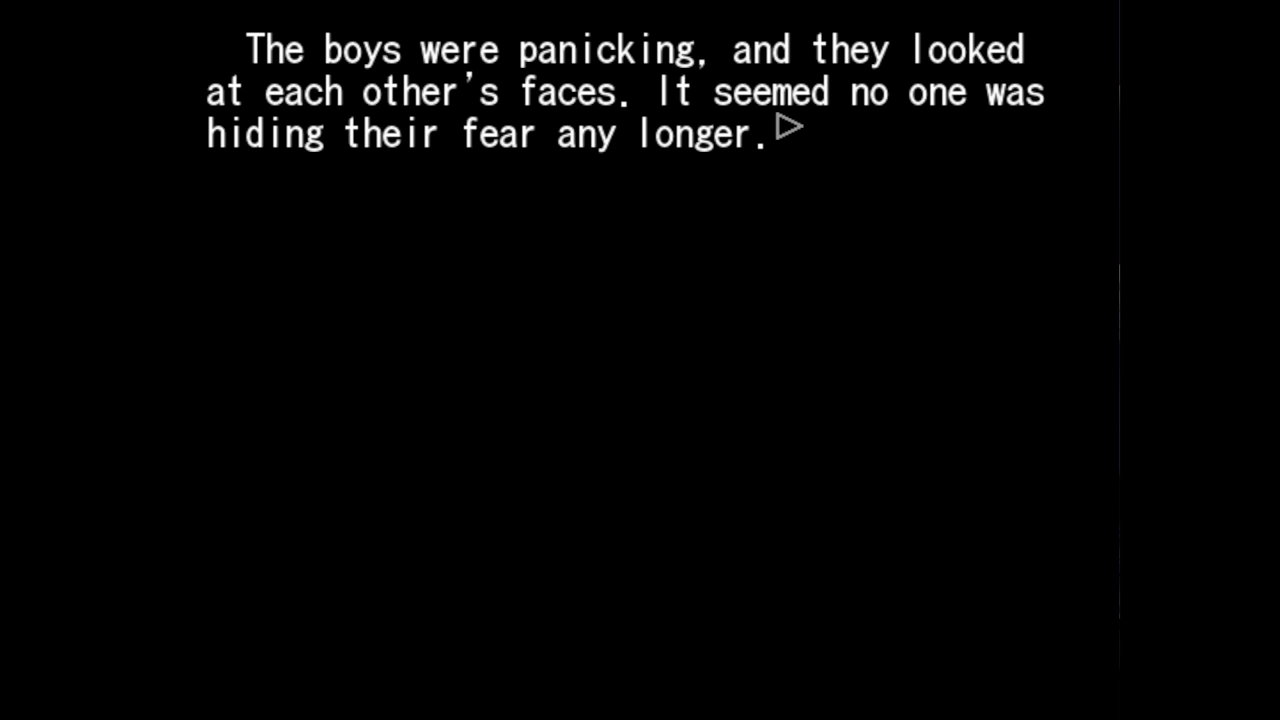 The boys were panicking, and they looked
at each other's faces. It seemed no one was
hiding their fear any longer.